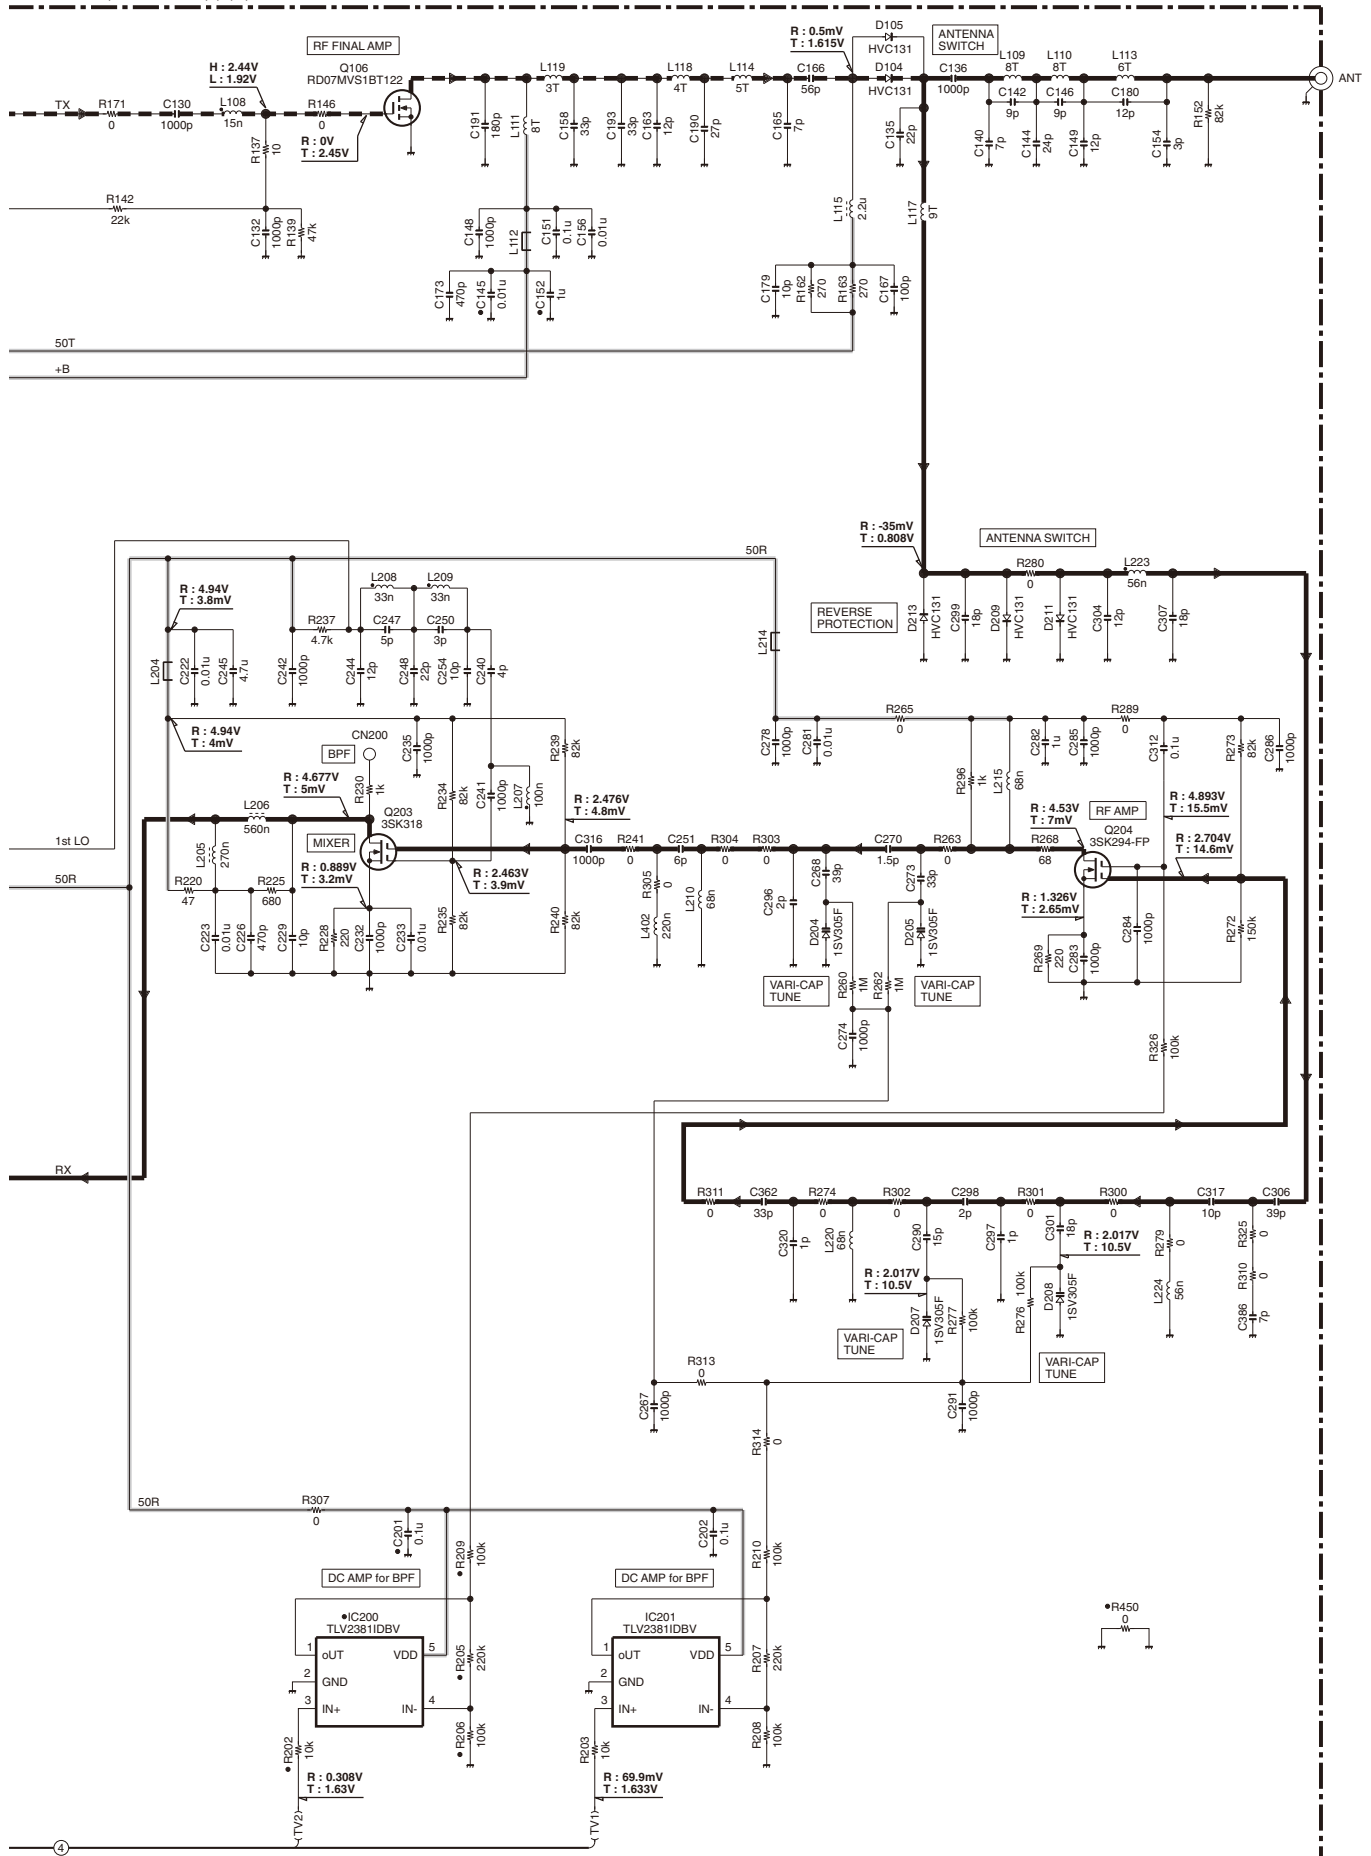 RF FINAL AMP
Q106
RD07MVS1BT122
H : 2.44V
L : 1.92V
TX
R171
0
C130
1000p
L108
15n
R146
0
R137
10
R : 0V
T : 2.45V
R142
22k
C132
1000p
R139
47k
C191
180p
L111
8T
L119
3T
C158
33p
C193
33p
C163
12p
L118
4T
C190
27p
L114
5T
C165
7p
C166
56p
R : 0.5mV
T : 1.615V
D105
HVC131
D104
HVC131
ANTENNA
SWITCH
C136
1000p
L109
8T
L110
8T
L113
6T
C142
9p
C146
9p
C180
12p
C135
22p
C140
7p
C144
24p
C149
12p
C154
3p
R152
82k
ANT
C148
1000p
L112
C151
0.1u
C156
0.01u
C173
470p
C145
0.01u
C152
1u
L115
2.2u
L117
9T
C179
10p
R162
270
R163
270
C167
100p
50T
+B
R : -35mV
T : 0.808V
ANTENNA SWITCH
REVERSE
PROTECTION
D213
HVC131
C299
18p
D209
HVC131
R280
0
D211
HVC131
C304
12p
L223
56n
C307
18p
50R
R : 4.94V
T : 3.8mV
L204
C222
0.01u
C245
4.7u
C242
1000p
R237
4.7k
L208
33n
L209
33n
C247
5p
C250
3p
C244
12p
C248
22p
C254
10p
C240
4p
L214
R : 4.94V
T : 4mV
BPF
CN200
R230
1k
C235
1000p
R234
82k
C241
1000p
L207
100n
R239
82k
R : 4.677V
T : 5mV
Q203
3SK318
MIXER
L206
560n
R : 2.476V
T : 4.8mV
1st LO
L205
270n
R : 0.889V
T : 3.2mV
R : 2.463V
T : 3.9mV
50R
R220
47
R225
680
C223
0.01u
C226
470p
C229
10p
R228
220
C232
1000p
C233
0.01u
R235
82k
R240
82k
C316
1000p
R241
0
R305
0
L402
220n
C251
6p
L210
68n
R304
0
R303
0
C296
2p
C268
39p
D204
1SV305F
C270
1.5p
C273
33p
D205
1SV305F
R263
0
VARI-CAP
TUNE
R260
1M
R262
1M
VARI-CAP
TUNE
C274
1000p
C278
1000p
C281
0.01u
R265
0
R296
1k
L215
68n
C282
1u
C285
1000p
R289
0
C312
0.1u
R273
82k
C286
1000p
R : 4.53V
T : 7mV
RF AMP
R : 4.893V
T : 15.5mV
Q204
3SK294-FP
R268
68
R : 2.704V
T : 14.6mV
R : 1.326V
T : 2.65mV
R269
220
C283
1000p
C284
1000p
R272
150k
R326
100k
RX
R311
0
C362
33p
R274
0
R302
0
C298
2p
R301
0
R300
0
C317
10p
C306
39p
C320
1p
L220
68n
C290
15p
C297
1p
C301
18p
R279
0
L224
56n
R325
0
R310
0
C386
7p
R : 2.017V
T : 10.5V
R : 2.017V
T : 10.5V
D207
1SV305F
R277
100k
R276
100k
D208
1SV305F
VARI-CAP
TUNE
VARI-CAP
TUNE
R313
0
C267
1000p
C291
1000p
R314
0
50R
R307
0
C201
0.1u
R209
100k
C202
0.1u
R210
100k
DC AMP for BPF
DC AMP for BPF
IC200
TLV2381IDBV
IC201
TLV2381IDBV
1 oUT VDD 5
2 GND
3 IN+ IN- 4
1 oUT VDD 5
2 GND
3 IN+ IN- 4
R205
220k
R206
100k
R207
220k
R208
100k
R202
10k
R203
10k
R : 0.308V
T : 1.63V
R : 69.9mV
T : 1.633V
TV2
TV1
4
R450
0